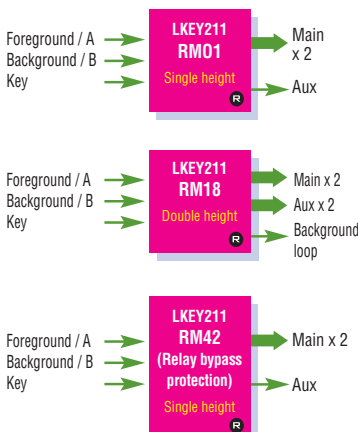 LKEY211
RM01
Single height
R
Foreground / A
Background / B
Key
Main
x 2
Aux
LKEY211
RM18
Double height
R
Foreground / A
Background / B
Key
Main x 2
Aux x 2
Background
loop
LKEY211
RM42
(Relay bypass
protection)
Single height
R
Foreground / A
Background / B
Key
Main x 2
Aux